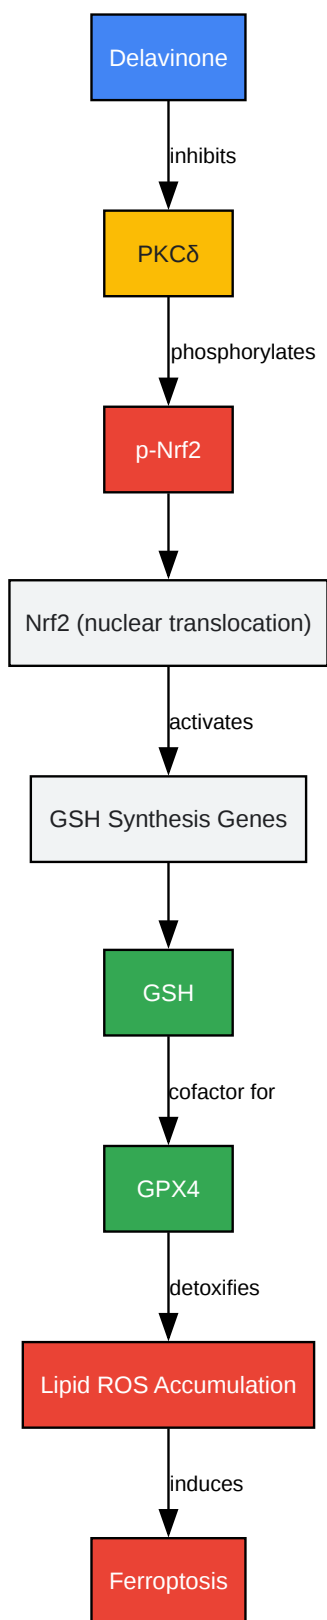 Delavinone
inhibits
PKCδ
phosphorylates
p-Nrf2
Nrf2 (nuclear translocation)
activates
GSH Synthesis Genes
GSH
cofactor for
GPX4
detoxifies
Lipid ROS Accumulation
induces
Ferroptosis